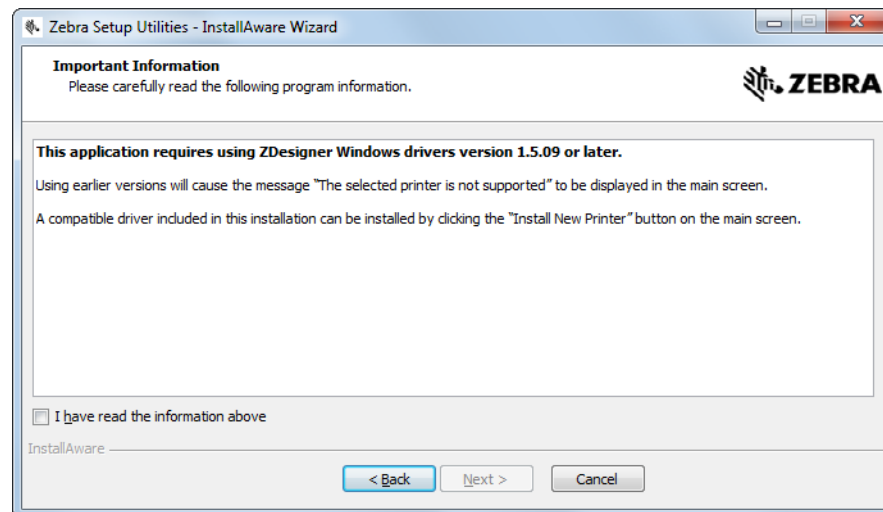 Zebra Setup Utilities - InstallAware Wizard
Important Information
Please carefully read the following program information.
ZEBRA
This application requires using ZDesigner Windows drivers version 1.5.09 or later.
Using earlier versions will cause the message "The selected printer is not supported" to be displayed in the main screen.
A compatible driver included in this installation can be installed by clicking the "Install New Printer" button on the main screen.
I have read the information above
InstallAware
< Back Next > Cancel